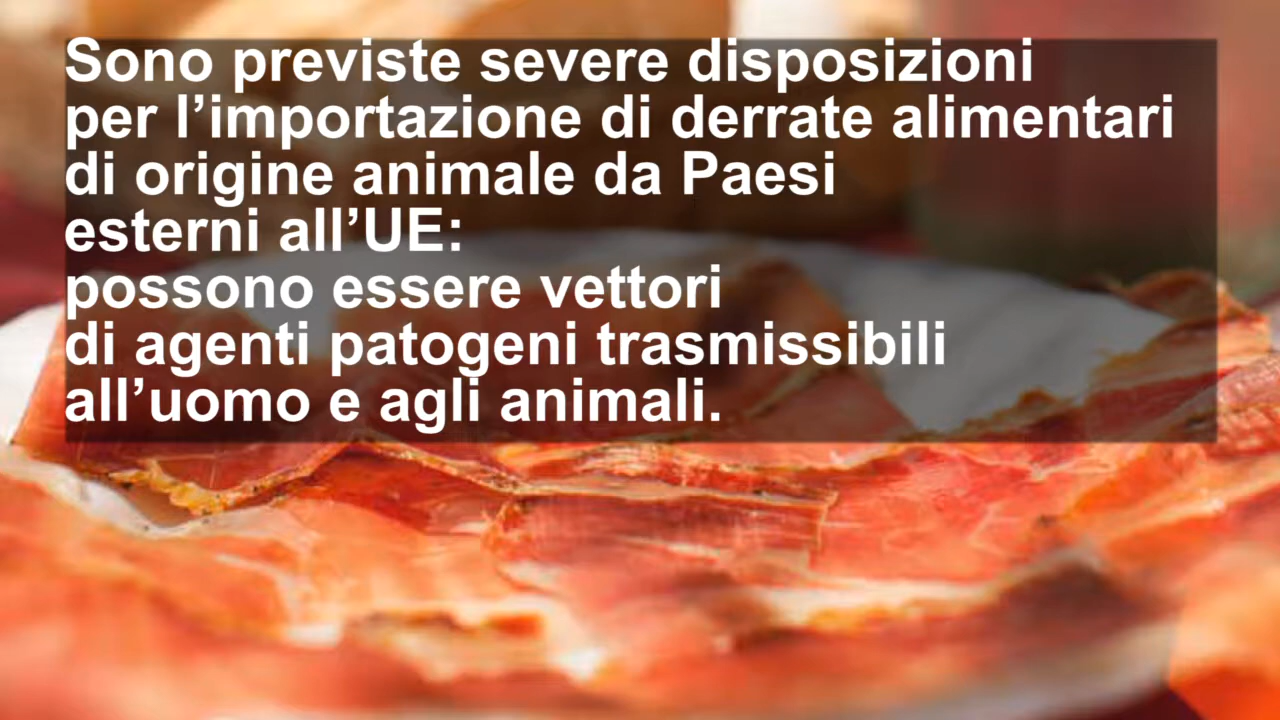 Sono previste severe disposizioni
per l’importazione di derrate alimentari
di origine animale da Paesi
esterni all’UE:
possono essere vettori
di agenti patogeni trasmissibili
all’uomo e agli animali.